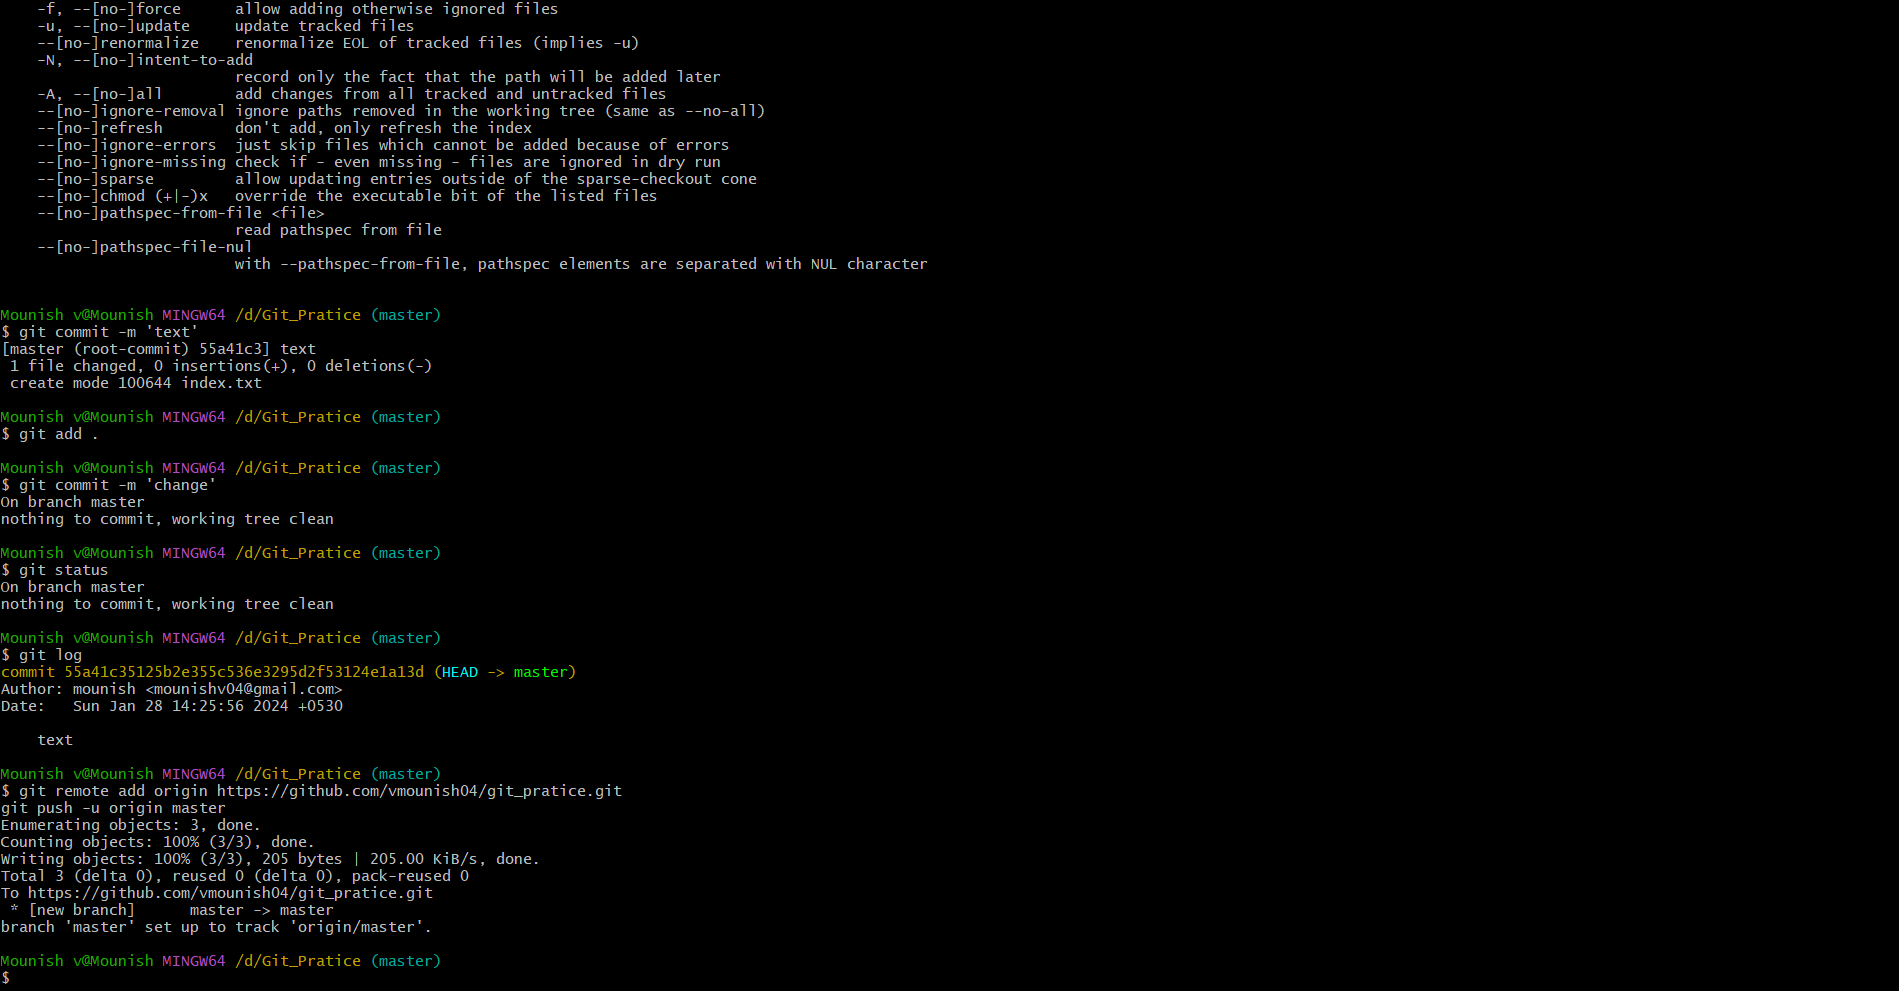 -f, --[no-]force      allow adding otherwise ignored files
    -u, --[no-]update     update tracked files
    --[no-]renormalize    renormalize EOL of tracked files (implies -u)
    -N, --[no-]intent-to-add
                          record only the fact that the path will be added later
    -A, --[no-]all        add changes from all tracked and untracked files
    --[no-]ignore-removal ignore paths removed in the working tree (same as --no-all)
    --[no-]refresh        don't add, only refresh the index
    --[no-]ignore-errors  just skip files which cannot be added because of errors
    --[no-]ignore-missing check if - even missing - files are ignored in dry run
    --[no-]sparse         allow updating entries outside of the sparse-checkout cone
    --[no-]chmod (+|-)x   override the executable bit of the listed files
    --[no-]pathspec-from-file <file>
                          read pathspec from file
    --[no-]pathspec-file-nul
                          with --pathspec-from-file, pathspec elements are separated with NUL character

Mounish v@Mounish MINGW64 /d/Git_Pratice (master)
$ git commit -m 'text'
[master (root-commit) 55a41c3] text
 1 file changed, 0 insertions(+), 0 deletions(-)
 create mode 100644 index.txt

Mounish v@Mounish MINGW64 /d/Git_Pratice (master)
$ git add .

Mounish v@Mounish MINGW64 /d/Git_Pratice (master)
$ git commit -m 'change'
On branch master
nothing to commit, working tree clean

Mounish v@Mounish MINGW64 /d/Git_Pratice (master)
$ git status
On branch master
nothing to commit, working tree clean

Mounish v@Mounish MINGW64 /d/Git_Pratice (master)
$ git log
commit 55a41c35125b2e355c536e3295d2f53124e1a13d (HEAD -> master)
Author: mounish <mounishv04@gmail.com>
Date:   Sun Jan 28 14:25:56 2024 +0530

    text

Mounish v@Mounish MINGW64 /d/Git_Pratice (master)
$ git remote add origin https://github.com/vmounish04/git_pratice.git
git push -u origin master
Enumerating objects: 3, done.
Counting objects: 100% (3/3), done.
Writing objects: 100% (3/3), 205 bytes | 205.00 KiB/s, done.
Total 3 (delta 0), reused 0 (delta 0), pack-reused 0
To https://github.com/vmounish04/git_pratice.git
 * [new branch]      master -> master
branch 'master' set up to track 'origin/master'.

Mounish v@Mounish MINGW64 /d/Git_Pratice (master)
$